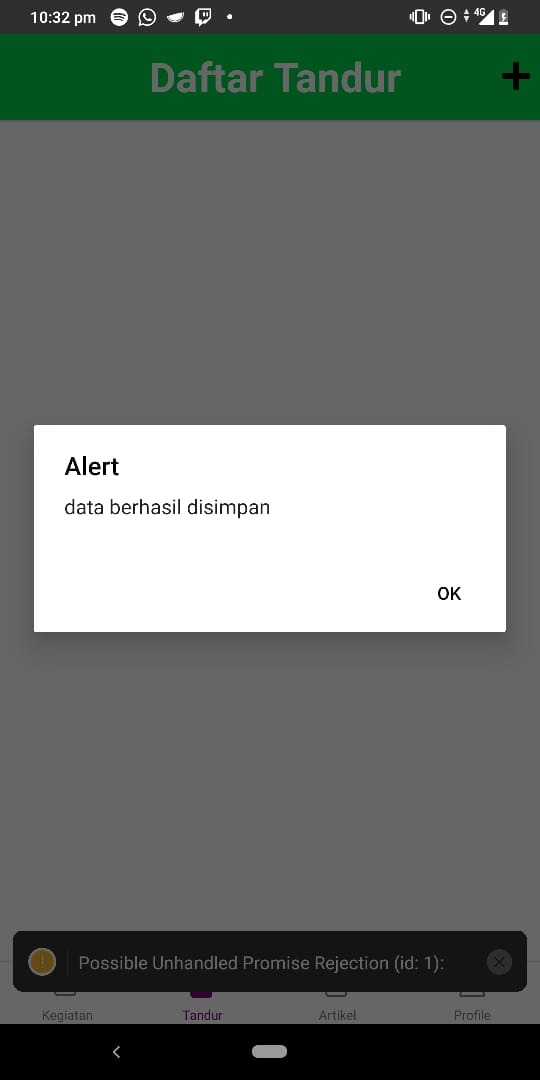 10:32 pm
4G
Daftar Tandur
Alert
data berhasil disimpan
OK
Possible Unhandled Promise Rejection (id: 1):
Kegiatan
Tandur
Artikel
Profile